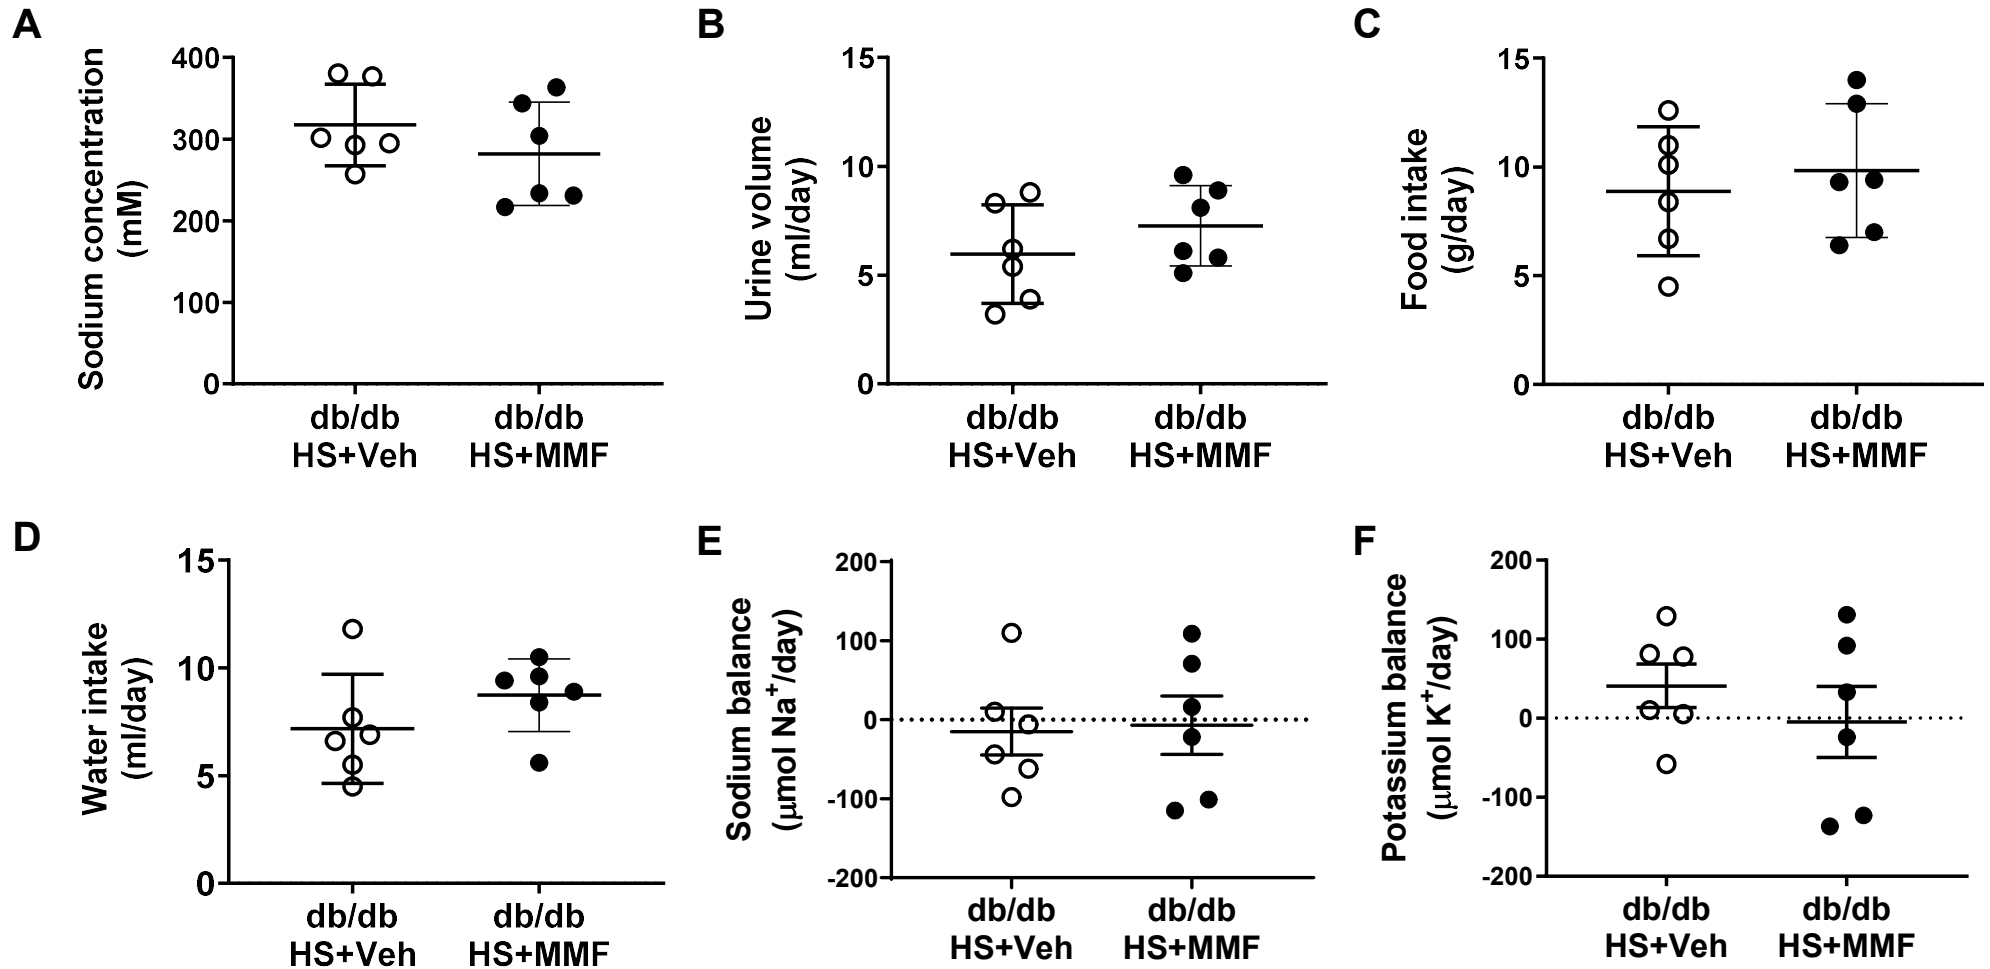 A
Sodium concentration
(mM)
400
300
200
100
0
db/db
HS+Veh
db/db
HS+MMF
B
Urine volume
(ml/day)
15
10
5
0
db/db
HS+Veh
db/db
HS+MMF
C
Food intake
(g/day)
15
10
5
0
db/db
HS+Veh
db/db
HS+MMF
D
Water intake
(ml/day)
15
10
5
0
db/db
HS+Veh
db/db
HS+MMF
E
Sodium balance
(μmol Na⁺/day)
200
100
0
-100
-200
db/db
HS+Veh
db/db
HS+MMF
F
Potassium balance
(μmol K⁺/day)
200
100
0
-100
-200
db/db
HS+Veh
db/db
HS+MMF